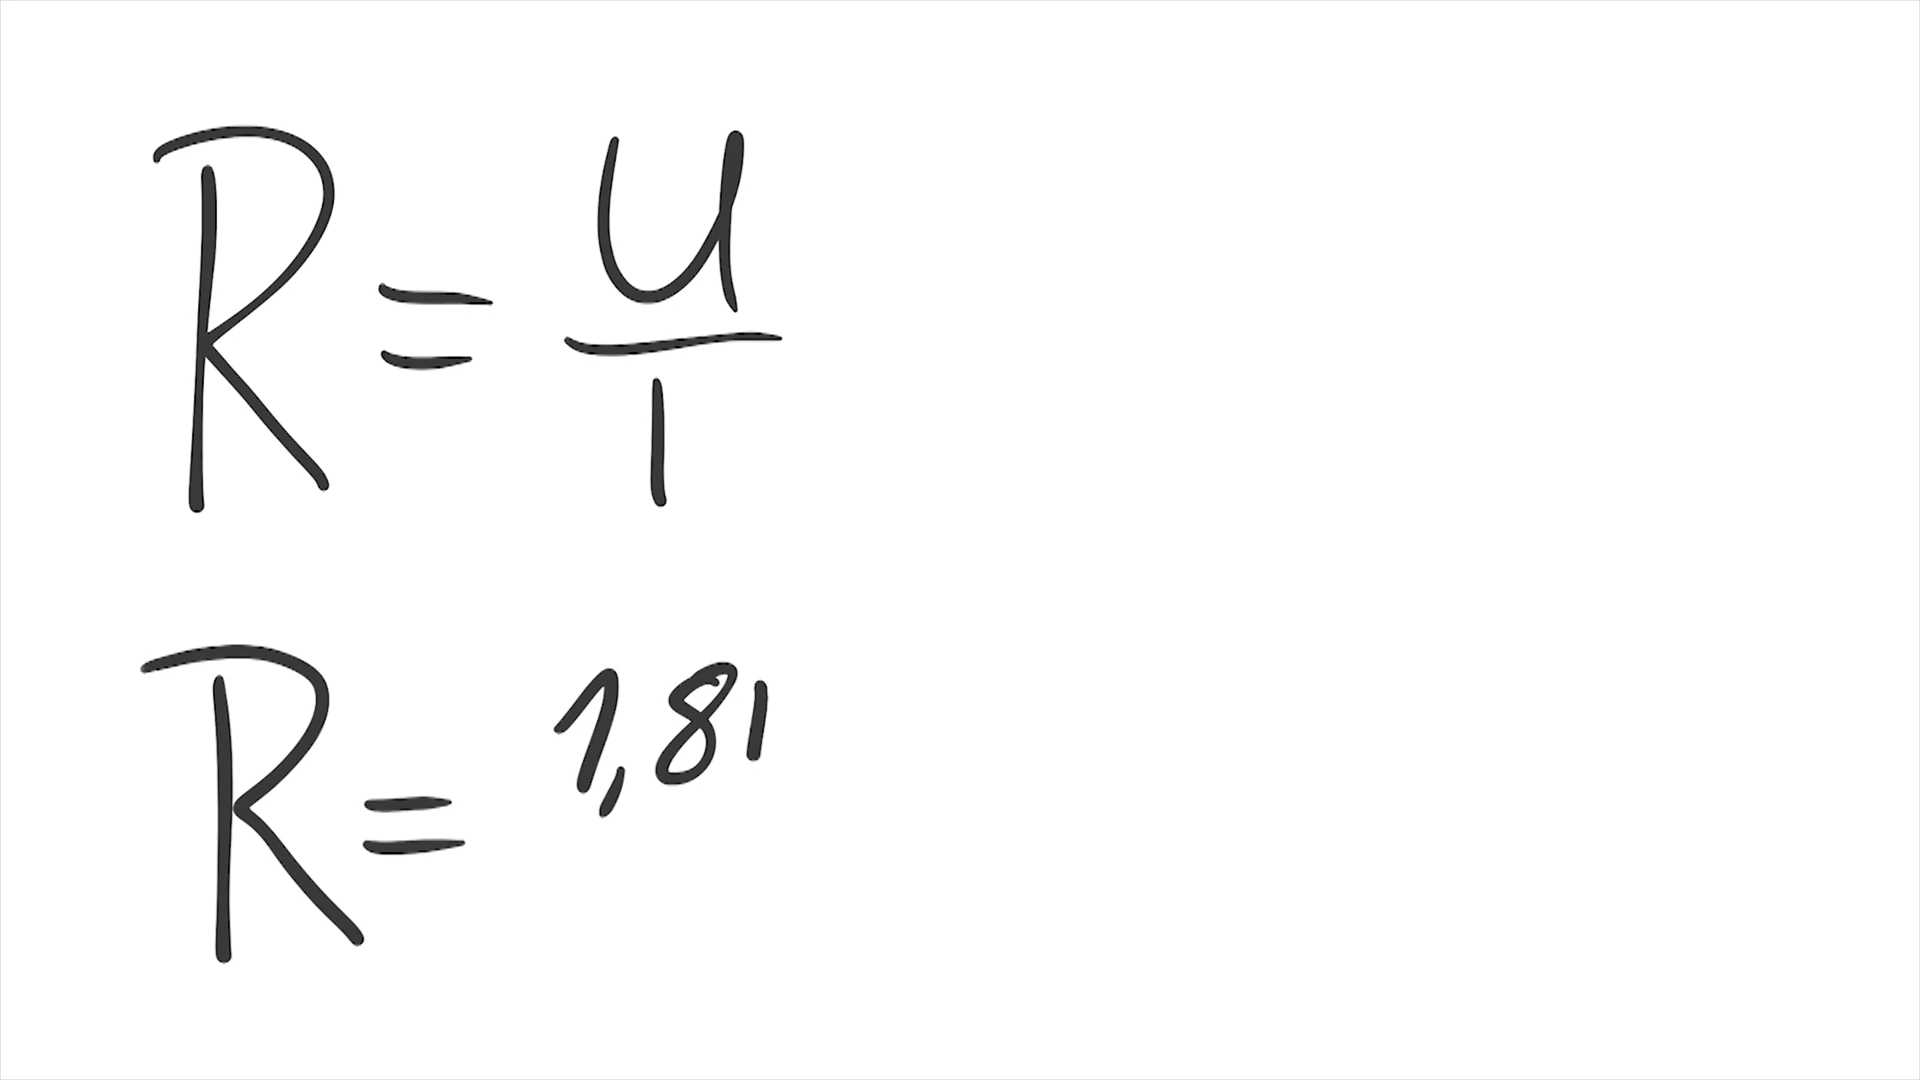 R = U/I
R = 1,81